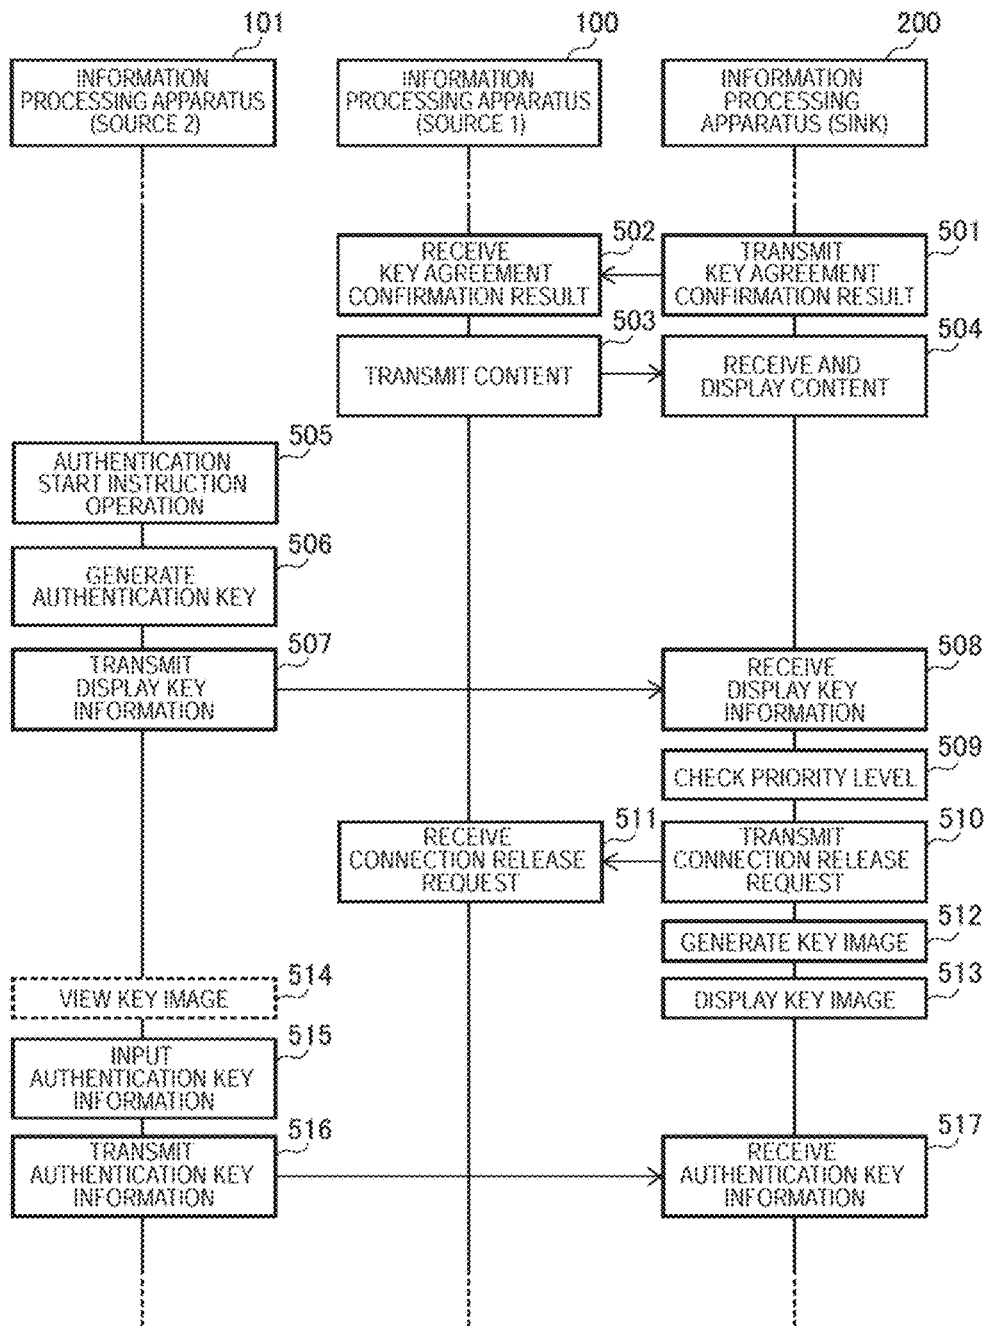 101
100
200
INFORMATION
PROCESSING APPARATUS
(SOURCE 2)
INFORMATION
PROCESSING APPARATUS
(SOURCE 1)
INFORMATION
PROCESSING
APPARATUS (SINK)
502
RECEIVE
KEY AGREEMENT
CONFIRMATION RESULT
501
TRANSMIT
KEY AGREEMENT
CONFIRMATION RESULT
503
TRANSMIT CONTENT
504
RECEIVE AND
DISPLAY CONTENT
505
AUTHENTICATION
START INSTRUCTION
OPERATION
506
GENERATE
AUTHENTICATION KEY
507
TRANSMIT
DISPLAY KEY
INFORMATION
508
RECEIVE
DISPLAY KEY
INFORMATION
509
CHECK PRIORITY LEVEL
511
RECEIVE
CONNECTION RELEASE
REQUEST
510
TRANSMIT
CONNECTION RELEASE
REQUEST
512
GENERATE KEY IMAGE
514
VIEW KEY IMAGE
513
DISPLAY KEY IMAGE
515
INPUT
AUTHENTICATION KEY
INFORMATION
516
TRANSMIT
AUTHENTICATION KEY
INFORMATION
517
RECEIVE
AUTHENTICATION KEY
INFORMATION